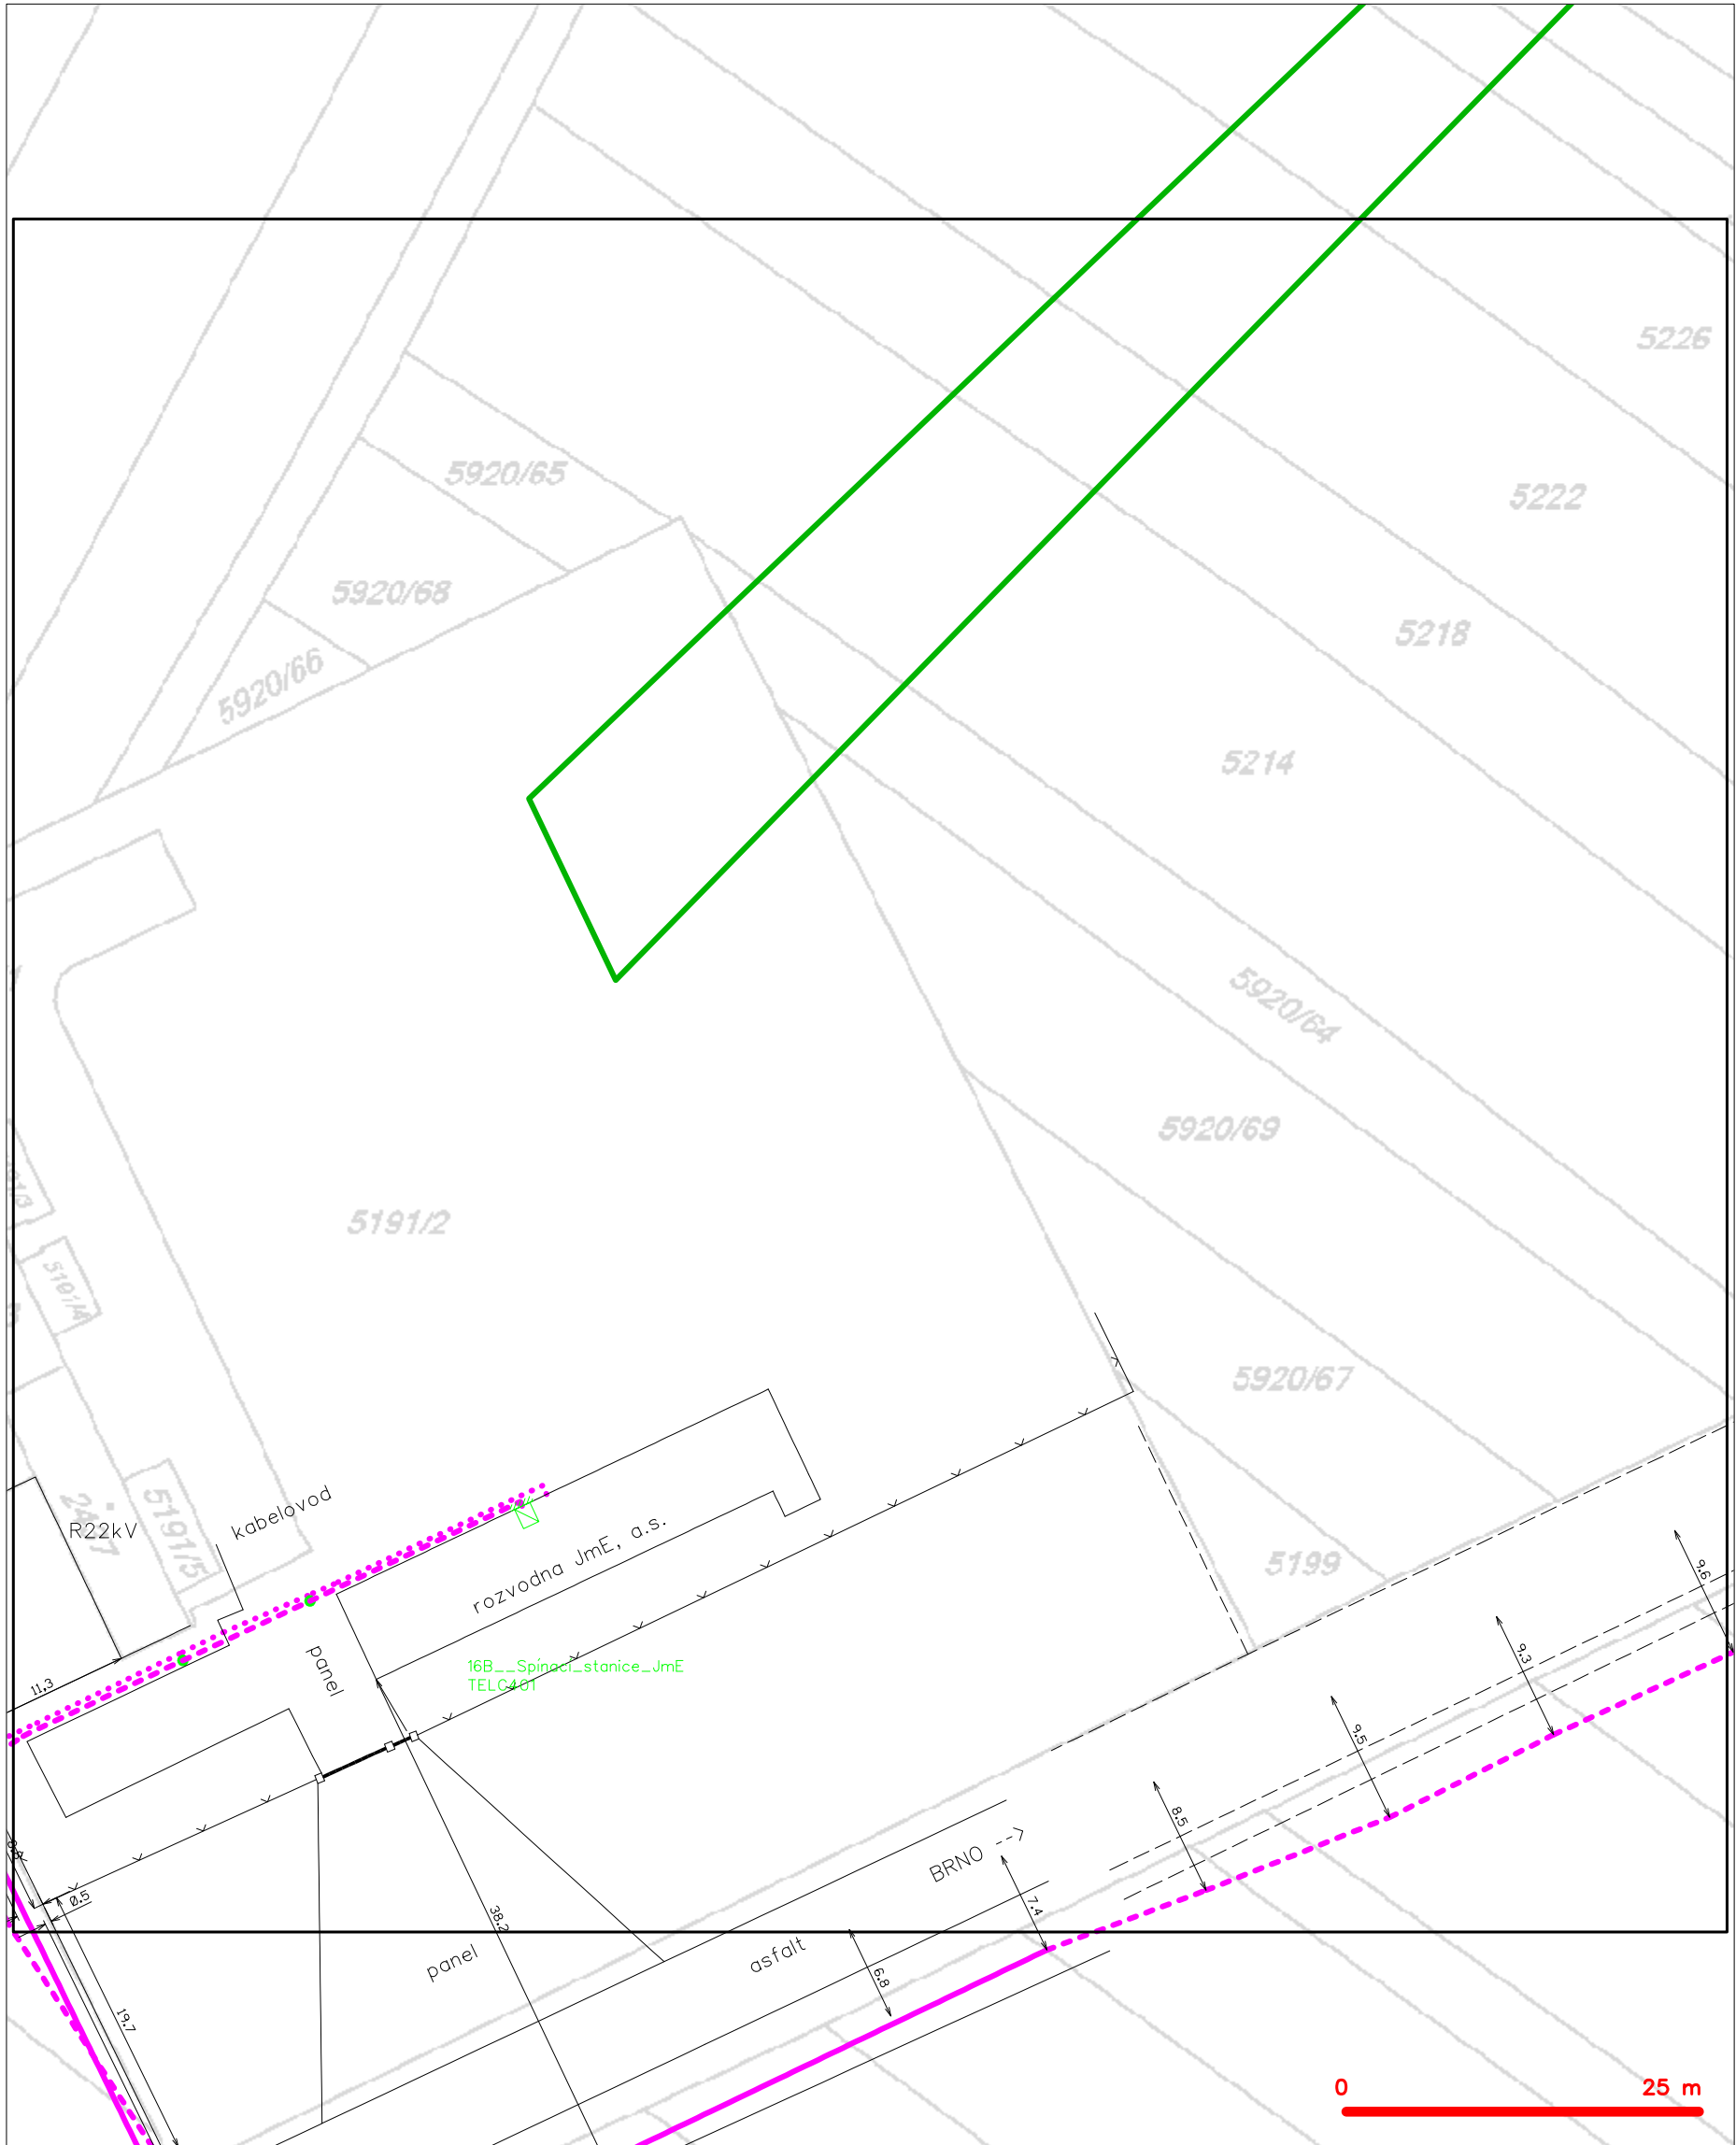 5226
5920/65
5222
5920/68
5218
5920/66
5214
5920/64
5920/69
5191/2
5191/4
5920/67
R22kV
kabelovod
5191/5
rozvodna JmE, a.s.
5199
9.6
panel
16B__Spínací_stanice_JmE
TELC401
11,3
9.3
9.5
8.5
BRNO
0.5
7.4
38.2
panel
asfalt
6.8
19.7
0
25 m